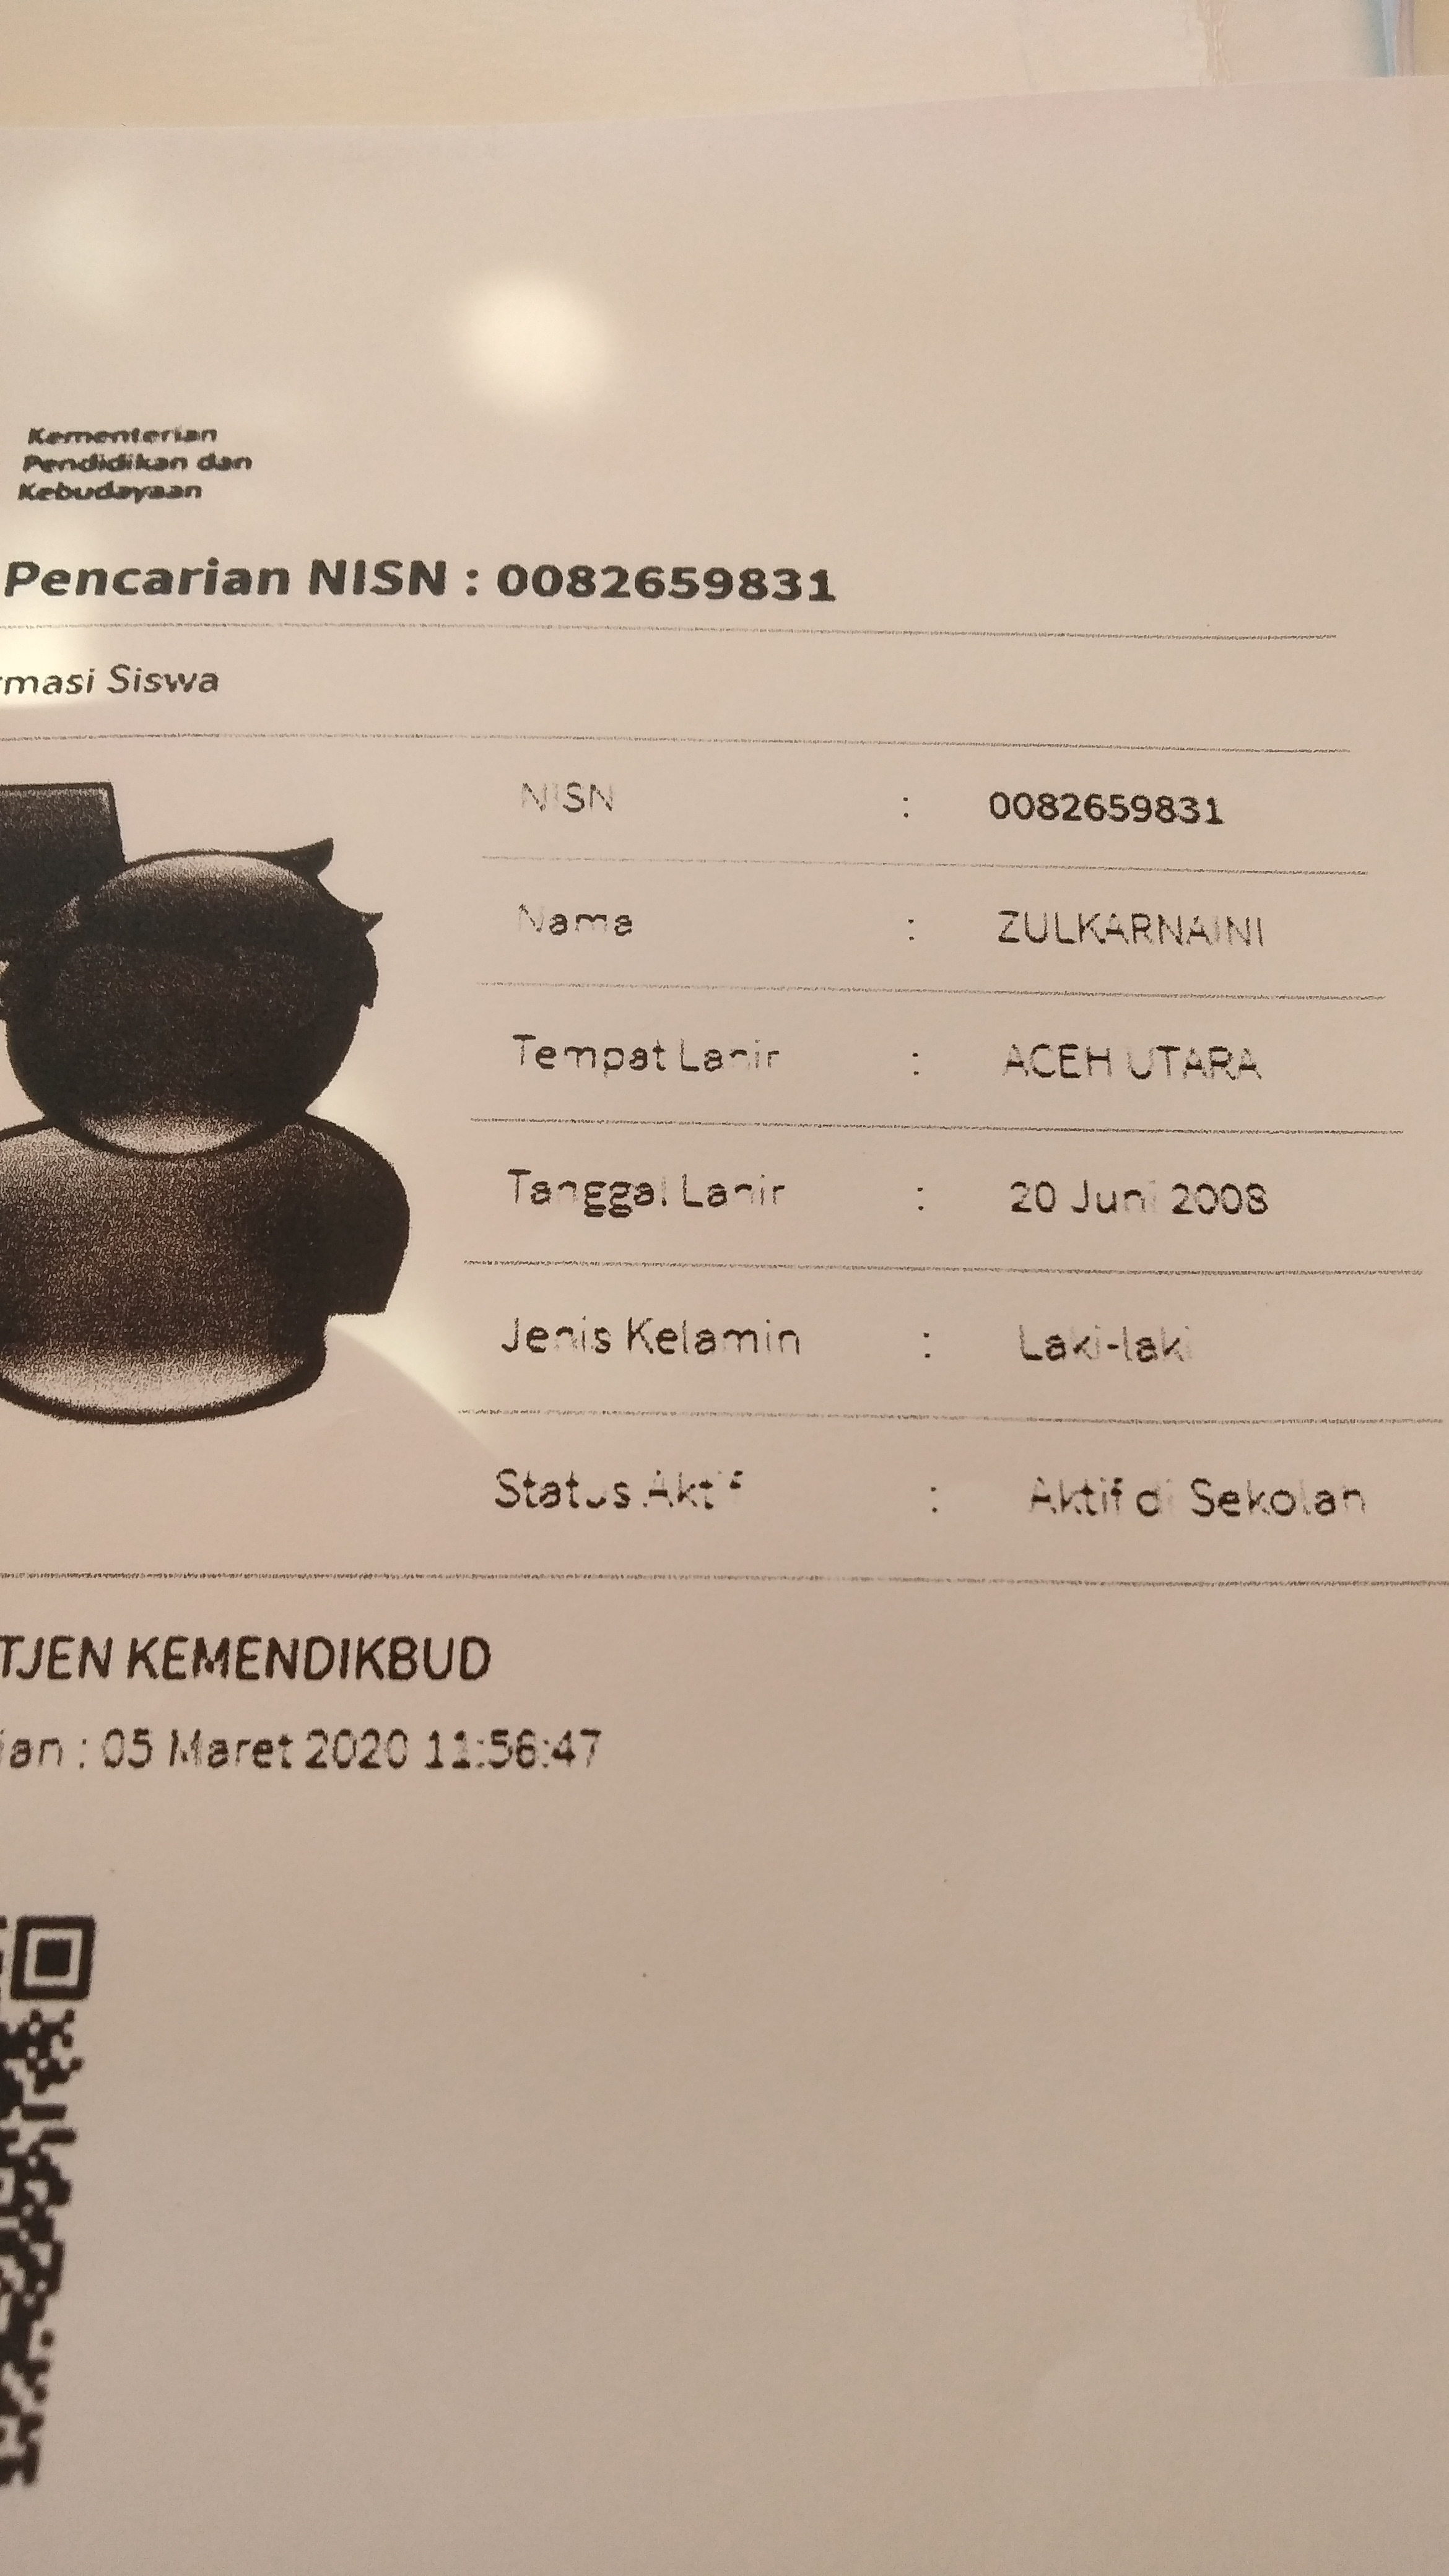 Kementerian
Pendidikan dan
Kebudayaan
Pencarian NISN : 0082659831
rmasi Siswa
NISN : 0082659831
Nama : ZULKARNAINI
Tempat Lahir : ACEH UTARA
Tanggal Lahir : 20 Juni 2008
Jenis Kelamin : Laki-laki
Status Aktif : Aktif di Sekolah
TJEN KEMENDIKBUD
ian : 05 Maret 2020 11:56:47